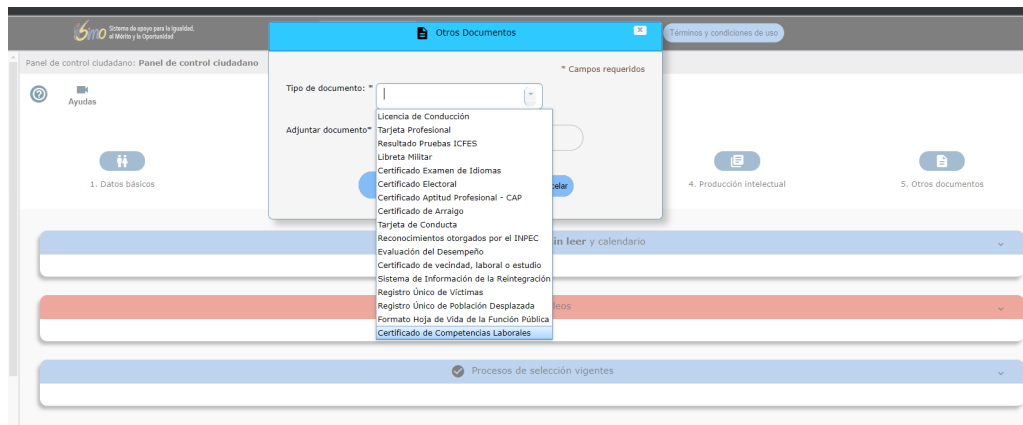 Simo Sistema de apoyo para la Igualdad,
el Mérito y la Oportunidad
Otros Documentos
x
Términos y condiciones de uso
Panel de control ciudadano: Panel de control ciudadano
* Campos requeridos
Ayudas
Tipo de documento: *
Licencia de Conducción
Adjuntar documento*
Tarjeta Profesional
Resultado Pruebas ICFES
Libreta Militar
Certificado Examen de Idiomas
Certificado Electoral
Certificado Aptitud Profesional - CAP
Certificado de Arraigo
Tarjeta de Conducta
Reconocimientos otorgados por el INPEC
Evaluación del Desempeño
Certificado de vecindad, laboral o estudio
Sistema de Información de la Reintegración
Registro Único de Víctimas
Registro Único de Población Desplazada
Formato Hoja de Vida de la Función Pública
Certificado de Competencias Laborales
1. Datos básicos
4. Producción intelectual
5. Otros documentos
in leer y calendario
Procesos de selección vigentes